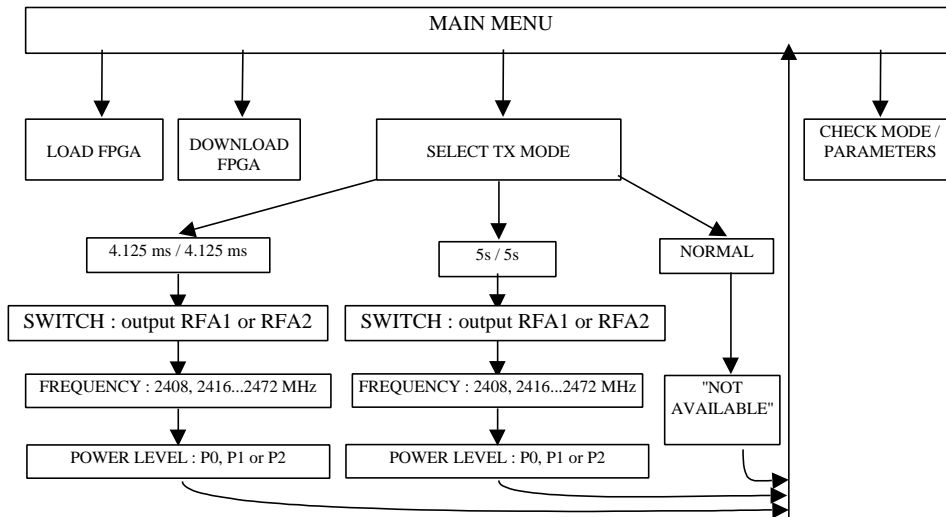 MAIN MENU
LOAD FPGA
DOWNLOAD
FPGA
SELECT TX MODE
CHECK MODE /
PARAMETERS
4.125 ms / 4.125 ms
5s / 5s
NORMAL
SWITCH : output RFA1 or RFA2
SWITCH : output RFA1 or RFA2
FREQUENCY : 2408, 2416...2472 MHz
FREQUENCY : 2408, 2416...2472 MHz
"NOT
AVAILABLE"
POWER LEVEL : P0, P1 or P2
POWER LEVEL : P0, P1 or P2